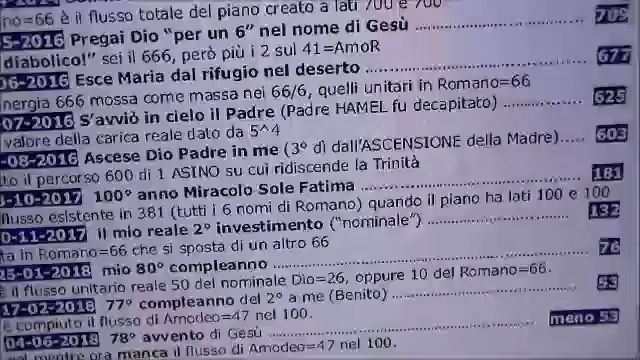 no=66 è il flusso totale del piano creato a lati 700 e 700
5-2016 Pregai Dio "per un 6" nel nome di Gesù 709
diabolico!" sei il 666, però più i 2 sul 41=AmoR
06-2016 Esce Maria dal rifugio nel deserto 677
nergia 666 mossa come massa nei 66/6, quelli unitari in Romano=66
07-2016 S'avviò in cielo il Padre (Padre HAMEL fu decapitato) 625
valore della carica reale dato da 5^4
-08-2016 Ascese Dio Padre in me (3° dì dall'ASCENSIONE della Madre) 603
to il percorso 600 di 1 ASINO su cui ridiscende la Trinità
-10-2017 100° anno Miracolo Sole Fatima 181
flusso esistente in 381 (tutti i 6 nomi di Romano) quando il piano ha lati 100 e 100
0-11-2017 il mio reale 2° investimento ("nominale") 132
ta in Romano=66 che si sposta di un altro 66
25-01-2018 mio 80° compleanno 76
è il flusso unitario reale 50 del nominale Dio=26, oppure 10 del Romano=66.
17-02-2018 77° compleanno del 2° a me (Benito) 53
è compiuto il flusso di Amodeo=47 nel 100.
04-06-2018 78° avvento di Gesù meno 53
mentre ora manca il flusso di Amodeo=47 nel 100.